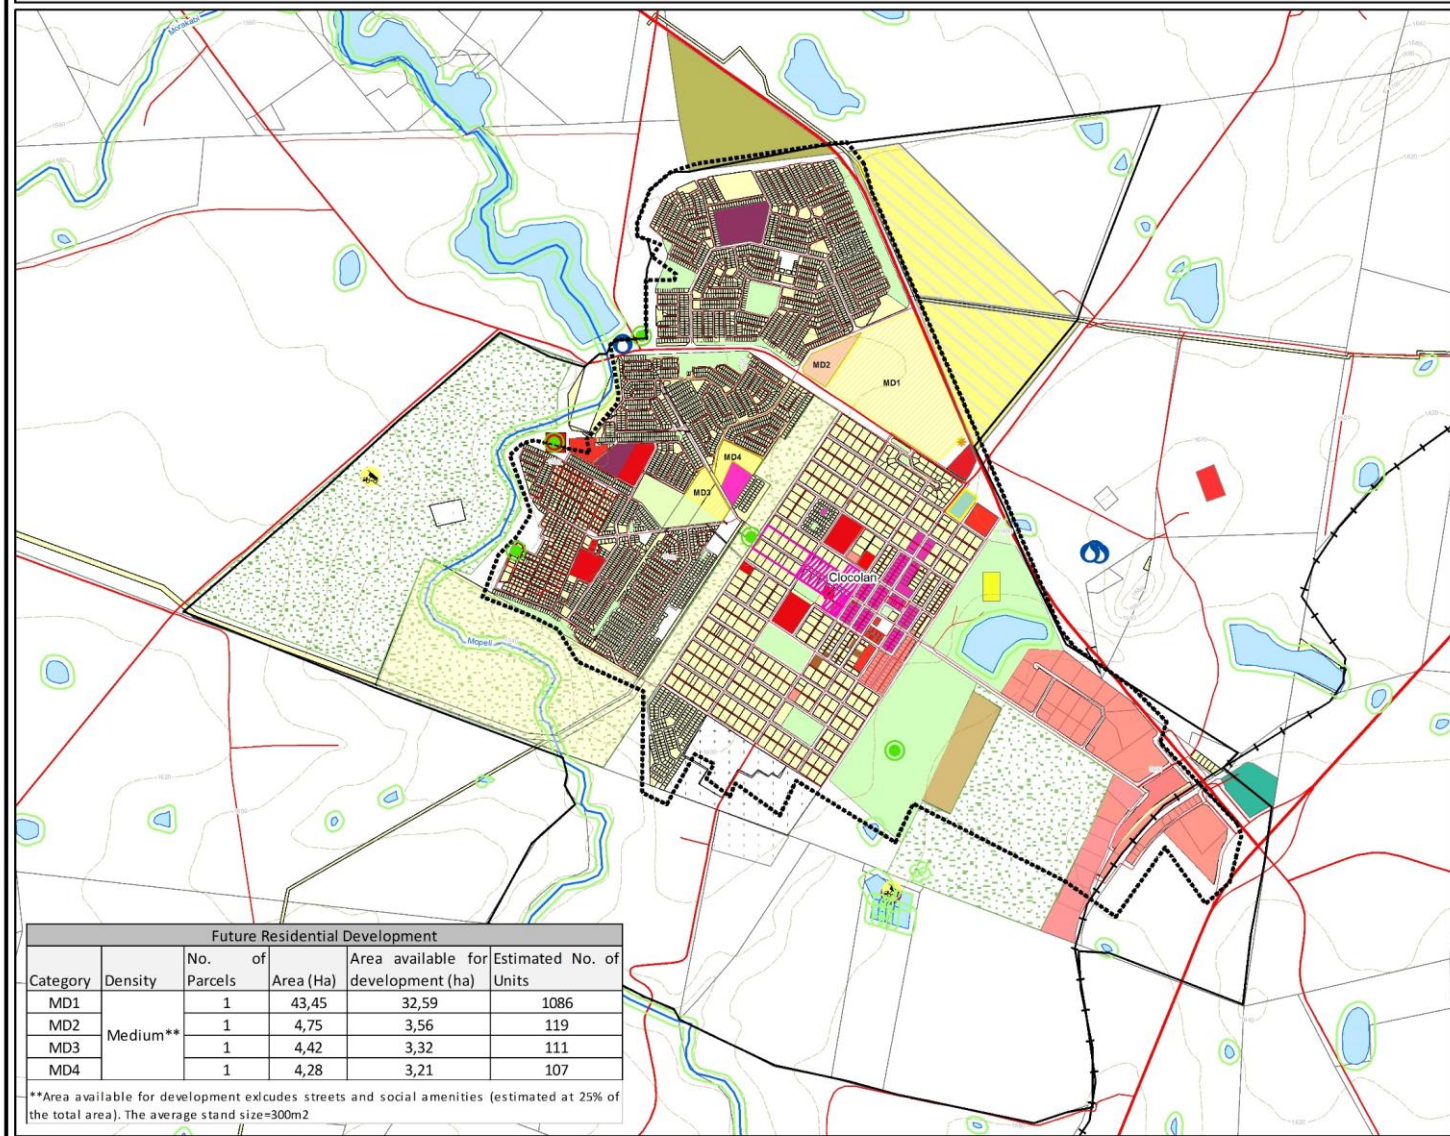 Morakabi
MD2
MD1
MD4
MD3
Clocolan
Mopeli
Future Residential Development
Category Density No. of Parcels Area (Ha) Area available for development (ha) Estimated No. of Units
MD1 Medium** 1 43,45 32,59 1086
MD2 1 4,75 3,56 119
MD3 1 4,42 3,32 111
MD4 1 4,28 3,21 107
**Area available for development exlcudes streets and social amenities (estimated at 25% of
the total area). The average stand size=300m2